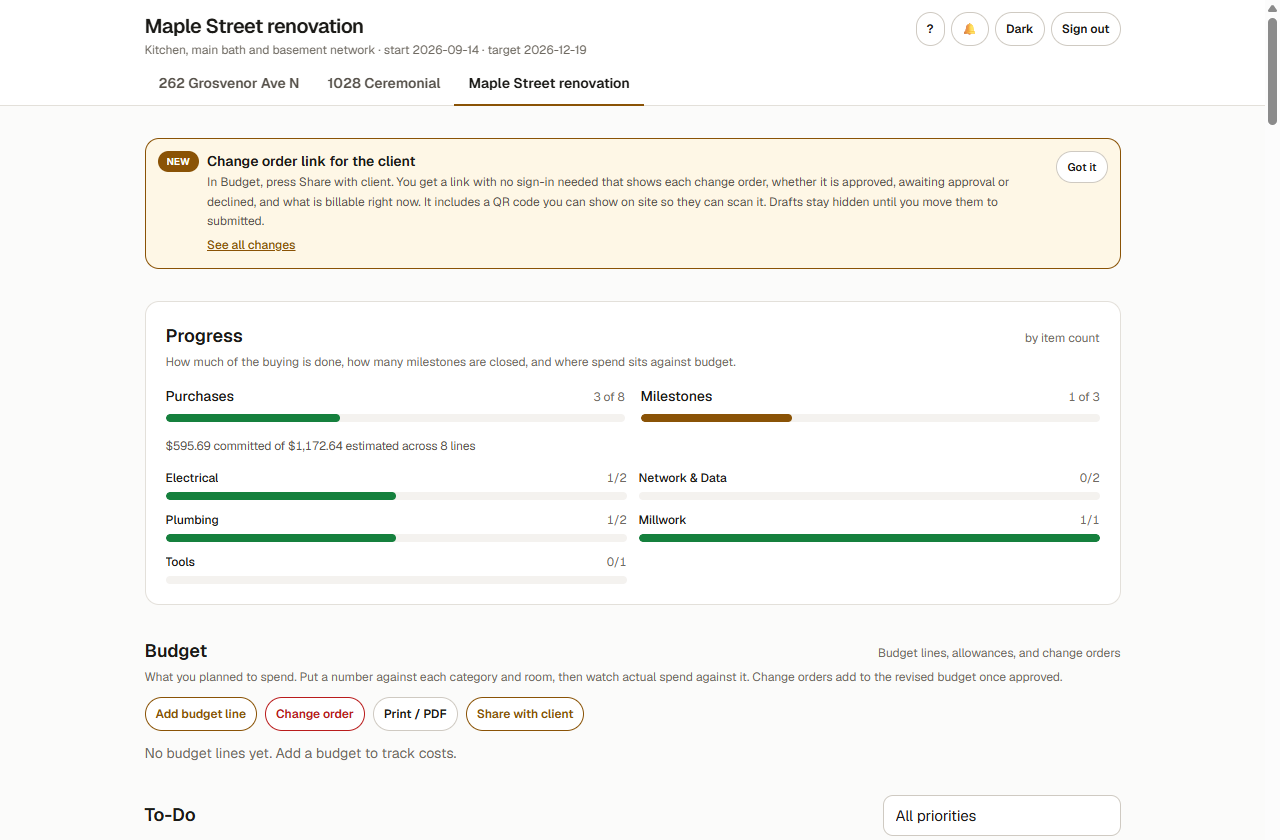 Maple Street renovation
? 🔔 Dark Sign out
Kitchen, main bath and basement network · start 2026-09-14 · target 2026-12-19
262 Grosvenor Ave N 1028 Ceremonial Maple Street renovation
NEW Change order link for the client Got it
In Budget, press Share with client. You get a link with no sign-in needed that shows each change order, whether it is approved, awaiting approval or
declined, and what is billable right now. It includes a QR code you can show on site so they can scan it. Drafts stay hidden until you move them to
submitted.
See all changes
Progress by item count
How much of the buying is done, how many milestones are closed, and where spend sits against budget.
Purchases 3 of 8 Milestones 1 of 3
$595.69 committed of $1,172.64 estimated across 8 lines
Electrical 1/2 Network & Data 0/2
Plumbing 1/2 Millwork 1/1
Tools 0/1
Budget Budget lines, allowances, and change orders
What you planned to spend. Put a number against each category and room, then watch actual spend against it. Change orders add to the revised budget once approved.
Add budget line Change order Print / PDF Share with client
No budget lines yet. Add a budget to track costs.
To-Do All priorities